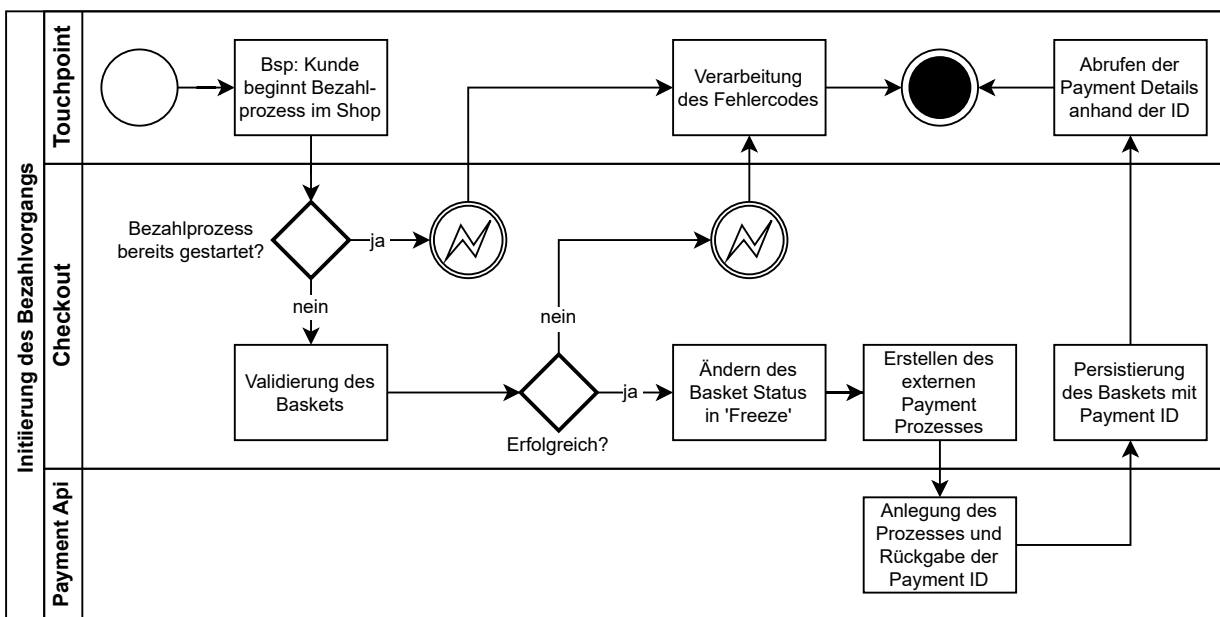 Initiierung des Bezahlvorgangs
Touchpoint
Bsp: Kunde
beginnt Bezahl-
prozess im Shop
Verarbeitung
des Fehlercodes
Abrufen der
Payment Details
anhand der ID
Checkout
Bezahlprozess
bereits gestartet?
ja
nein
Validierung des
Baskets
nein
Erfolgreich?
ja
Ändern des
Basket Status
in 'Freeze'
Erstellen des
externen
Payment
Prozesses
Persistierung
des Baskets mit
Payment ID
Payment Api
Anlegung des
Prozesses und
Rückgabe der
Payment ID